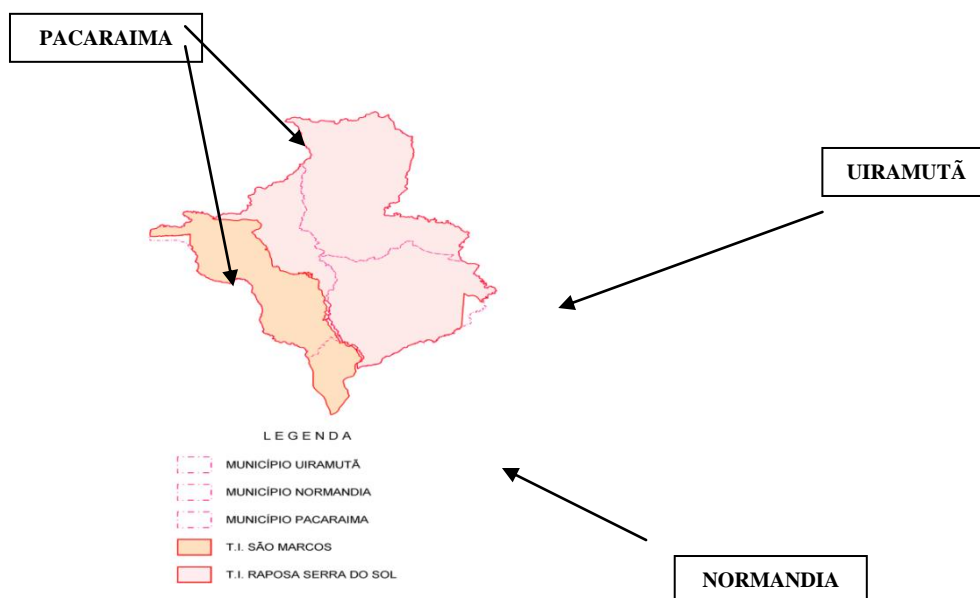 PACARAIMA
UIRAMUTÃ
LEGENDA
MUNICÍPIO UIRAMUTÃ
MUNICÍPIO NORMANDIA
MUNICÍPIO PACARAIMA
T.I. SÃO MARCOS
T.I. RAPOSA SERRA DO SOL
NORMANDIA